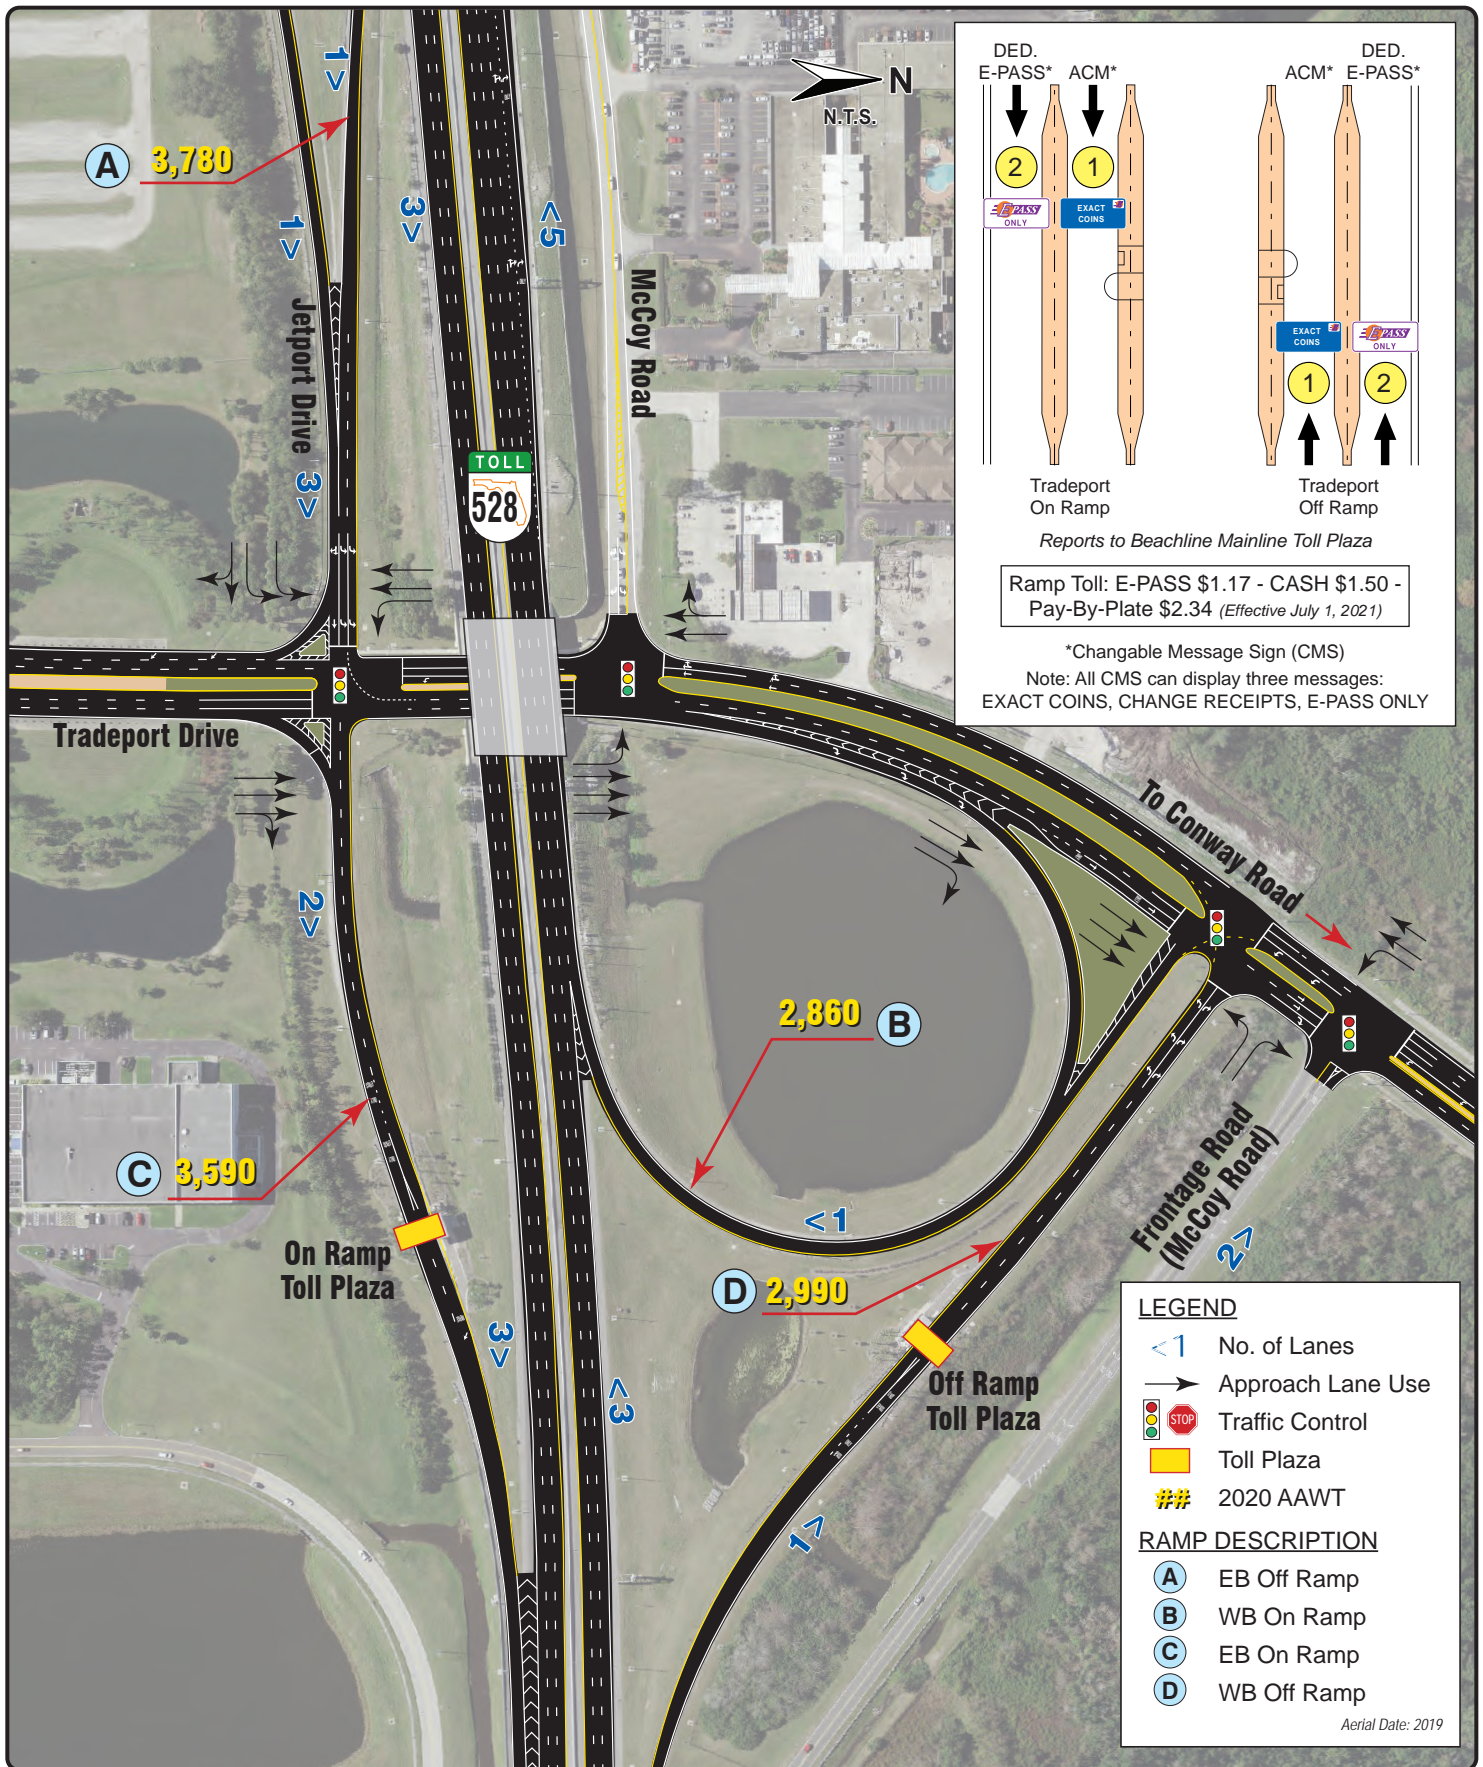 DED.
E-PASS*
ACM*
2
1
E PASS
ONLY
EXACT
COINS
Tradeport
On Ramp
ACM*
DED.
E-PASS*
EXACT
COINS
E PASS
ONLY
1
2
Tradeport
Off Ramp
Reports to Beachline Mainline Toll Plaza
Ramp Toll: E-PASS $1.17 - CASH $1.50 -
Pay-By-Plate $2.34 (Effective July 1, 2021)
*Changable Message Sign (CMS)
Note: All CMS can display three messages:
EXACT COINS, CHANGE RECEIPTS, E-PASS ONLY
N
N.T.S.
1>
A 3,780
1>
3>
<5
Jetport Drive
McCoy Road
3>
TOLL
528
Tradeport Drive
To Conway Road
2>
2,860 B
C 3,590
<1
On Ramp
Toll Plaza
D 2,990
Frontage Road
(McCoy Road)
2>
3>
<3
Off Ramp
Toll Plaza
1>
LEGEND
<1 No. of Lanes
Approach Lane Use
STOP Traffic Control
Toll Plaza
## 2020 AAWT
RAMP DESCRIPTION
A EB Off Ramp
B WB On Ramp
C EB On Ramp
D WB Off Ramp
Aerial Date: 2019